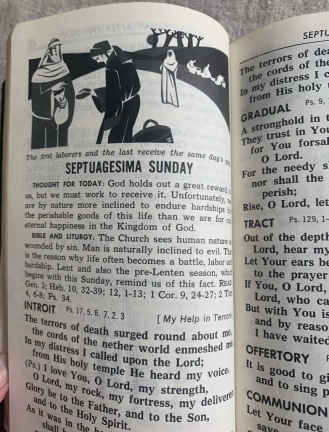 The first laborers and the last receive the same day's
SEPTUAGESIMA SUNDAY
THOUGHT FOR TODAY: God holds out a great reward
us, but we must work to receive it. Unfortunately, we
are by nature more inclined to endure hardships for
the perishable goods of this life than we are for our
eternal happiness in the Kingdom of God.
BIBLE AND LITURGY: The Church sees human nature as
wounded by sin. Man is naturally inclined to evil. This
is the reason why life often becomes a battle, labor and
hardship. Lent and also the pre-Lenten season, which
begins with this Sunday, remind us of this fact. Read
Gen. 1; Heb. 10, 32-39; 12, 1-13; 1 Cor. 9, 24-27; 2 Tim.
4, 6-8; Ps. 34.
INTROIT Ps. 17, 5. 6. 7. 2. 3 [My Help in Terror
The terrors of death surged round about me,
the cords of the nether world enmeshed me.
In my distress I called upon the Lord;
from His holy temple He heard my voice.
(Ps.) I love You, O Lord, my strength,
O Lord, my rock, my fortress, my deliverer.
Glory be to the Father, and to the Son,
and to the Holy Spirit.
As it was in the
shall
SEPTU
The terrors of dea
the cords of the
In my distress I c
from His holy
GRADUAL Ps. 9,
A stronghold in t
They trust in You
for You forsak
O Lord.
For the needy s
nor shall the
perish;
Rise, O Lord, let
TRACT Ps. 129, 1-
Out of the depth
Lord, hear my
Let Your ears be
to the prayer
If You, O Lord,
Lord, who ca
But with You is
and by reaso
I have waited
OFFERTORY
It is good to gi
and to sing p
COMMUNION
Let Your face
save